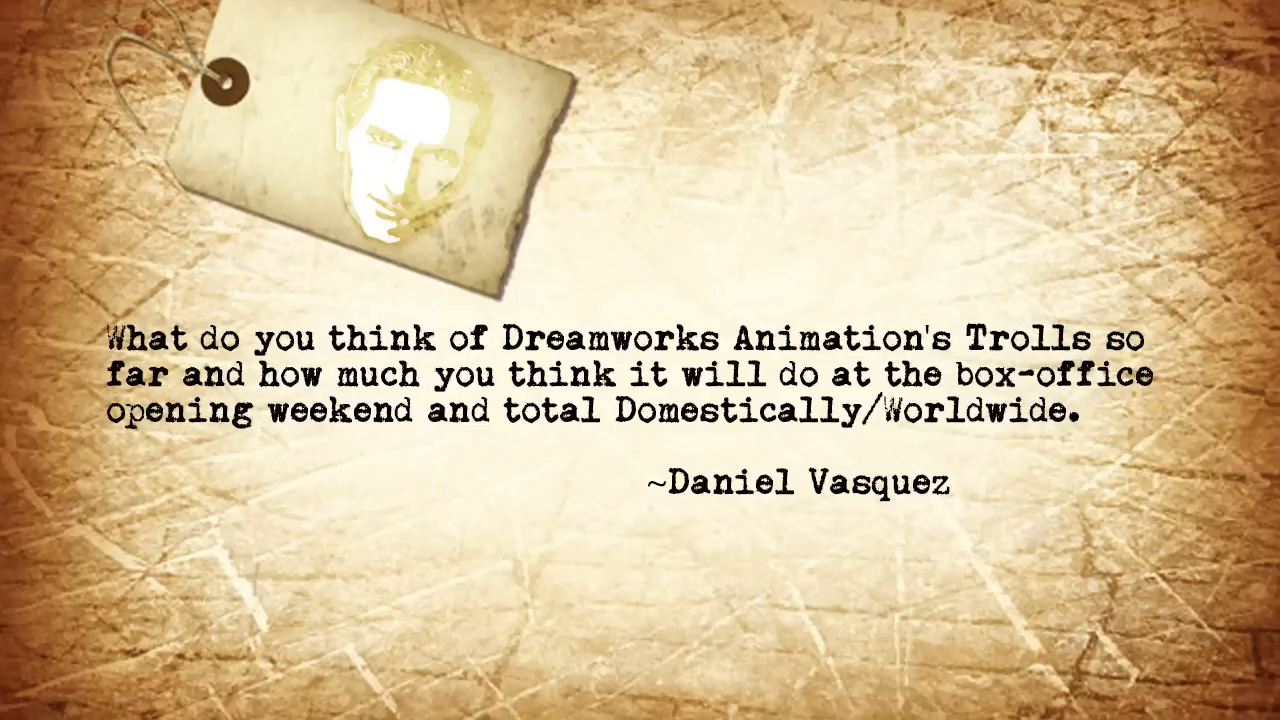 What do you think of Dreamworks Animation's Trolls so
far and how much you think it will do at the box-office
opening weekend and total Domestically/Worldwide.
~Daniel Vasquez